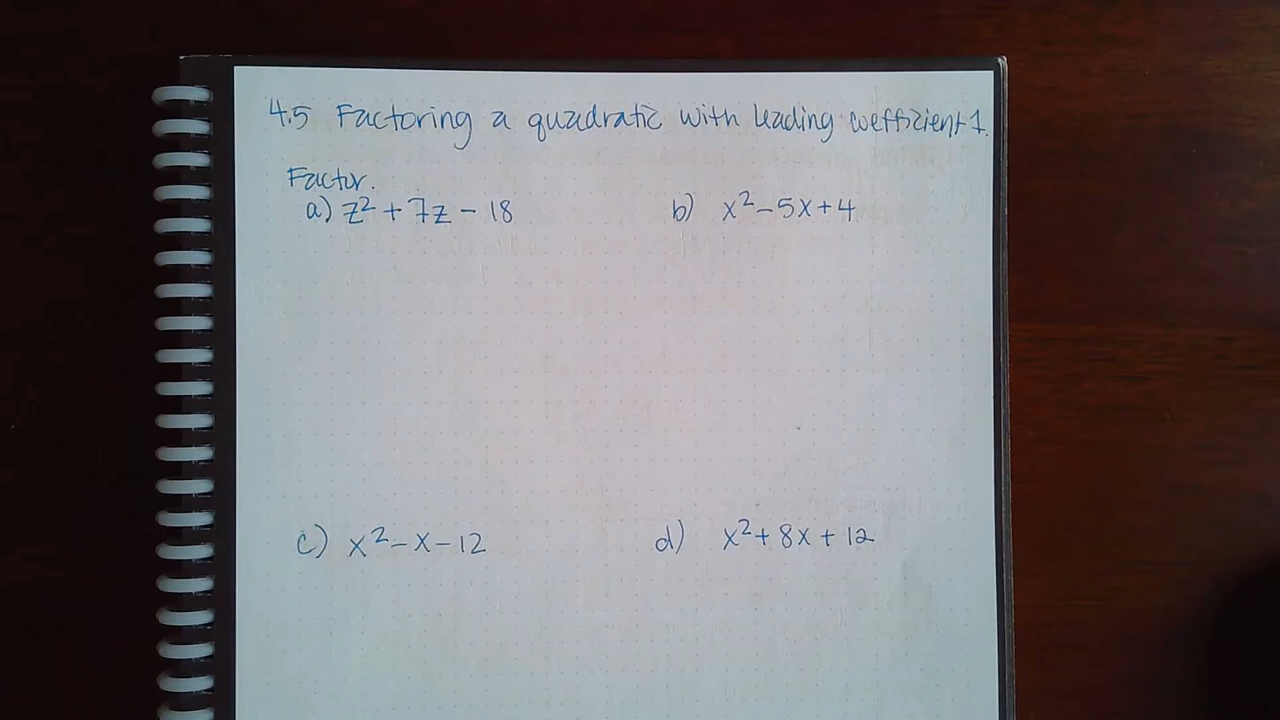 4.5 Factoring a quadratic with leading coefficient 1.
Factor.
a) z² + 7z - 18
b) x² - 5x + 4
c) x² - x - 12
d) x² + 8x + 12